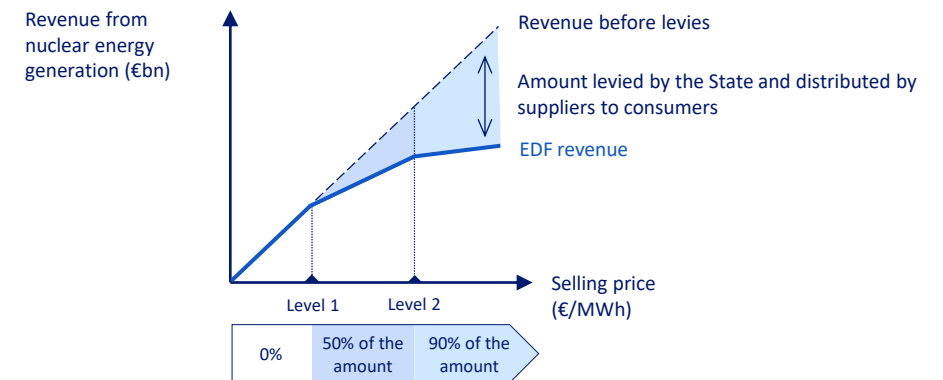 Revenue from
nuclear energy
generation (€bn)
Revenue before levies
Amount levied by the State and distributed by
suppliers to consumers
EDF revenue
Selling price
(€/MWh)
Level 1
Level 2
0%
50% of the
amount
90% of the
amount